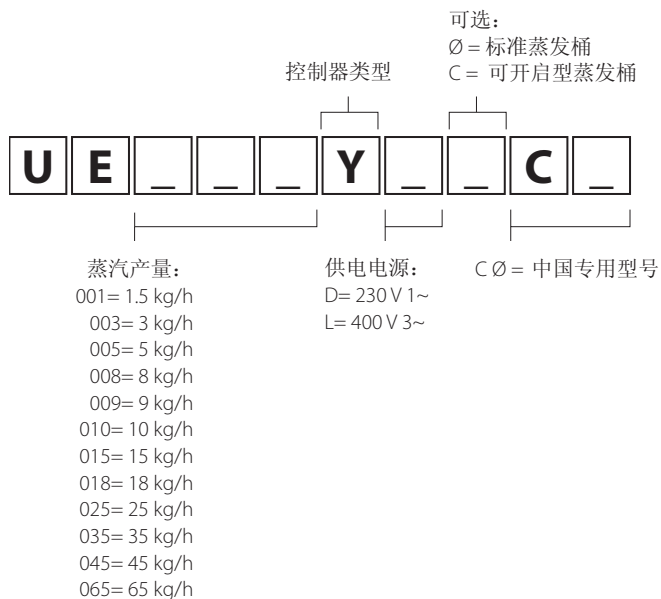 可选：
Ø = 标准蒸发桶
控制器类型
C = 可开启型蒸发桶
U E _ _ _ Y _ _ C _
蒸汽产量：
001= 1.5 kg/h
003= 3 kg/h
005= 5 kg/h
008= 8 kg/h
009= 9 kg/h
010= 10 kg/h
015= 15 kg/h
018= 18 kg/h
025= 25 kg/h
035= 35 kg/h
045= 45 kg/h
065= 65 kg/h
供电电源：
D= 230 V 1~
L= 400 V 3~
C Ø = 中国专用型号